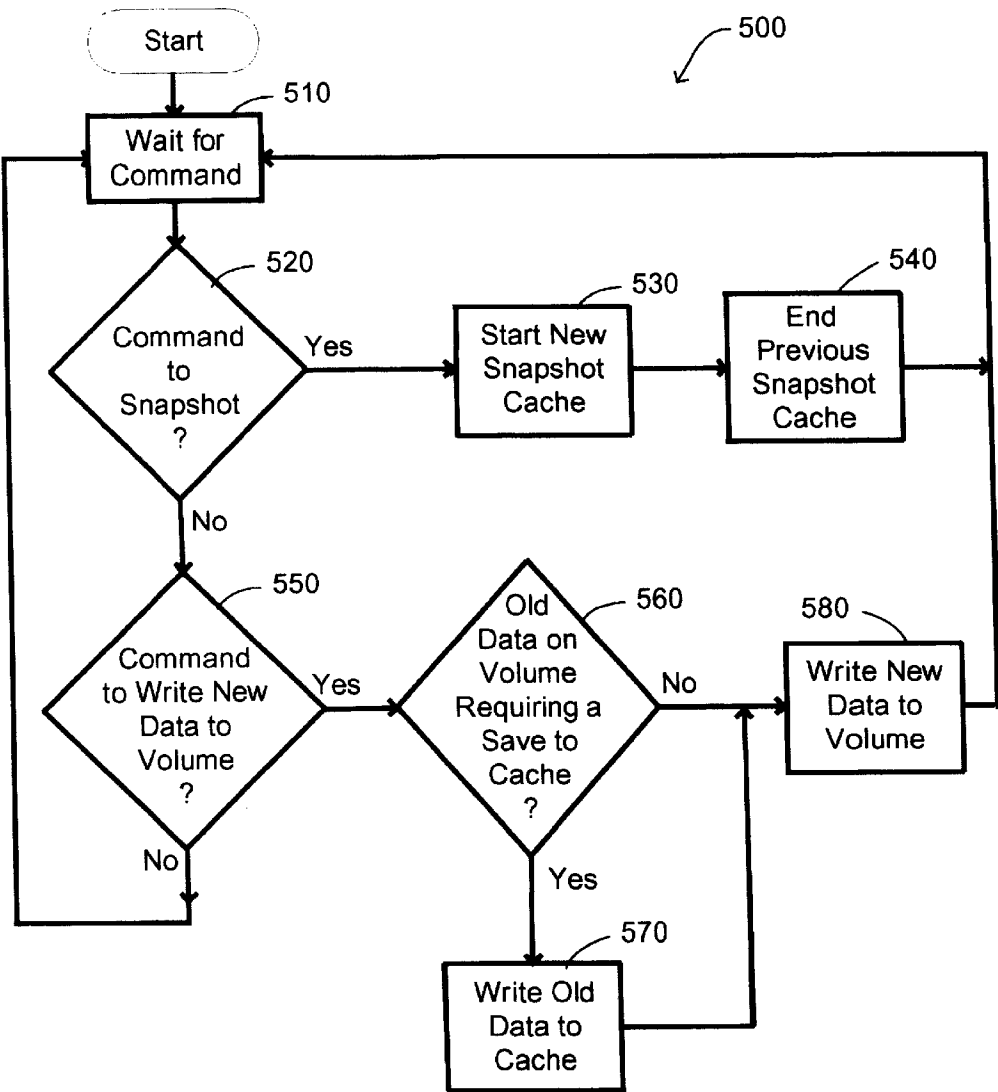 Start
500
510
Wait for
Command
520
Command
to
Snapshot
?
Yes
530
Start New
Snapshot
Cache
540
End
Previous
Snapshot
Cache
No
550
Command
to Write New
Data to
Volume
?
Yes
560
Old
Data on
Volume
Requiring a
Save to
Cache
?
No
580
Write New
Data to
Volume
No
Yes
570
Write Old
Data to
Cache